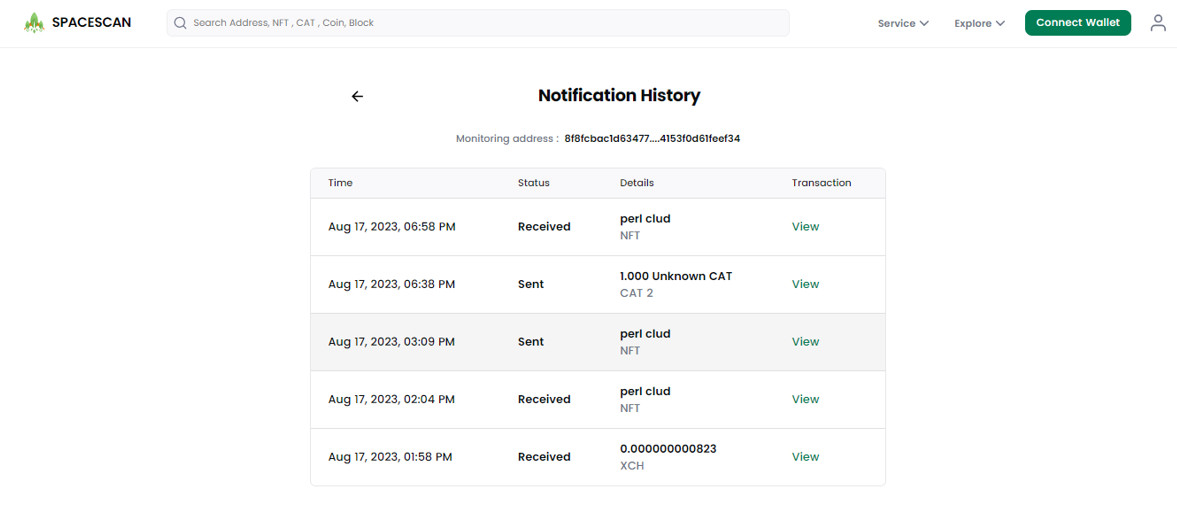 SPACESCAN
Search Address, NFT , CAT , Coin, Block
Service
Explore
Connect Wallet
Notification History
Monitoring address : 8f8fcbac1d63477....4153f0d61feef34
Time Status Details Transaction
Aug 17, 2023, 06:58 PM Received perl clud View
NFT
Aug 17, 2023, 06:38 PM Sent 1.000 Unknown CAT View
CAT 2
Aug 17, 2023, 03:09 PM Sent perl clud View
NFT
Aug 17, 2023, 02:04 PM Received perl clud View
NFT
Aug 17, 2023, 01:58 PM Received 0.000000000823 View
XCH